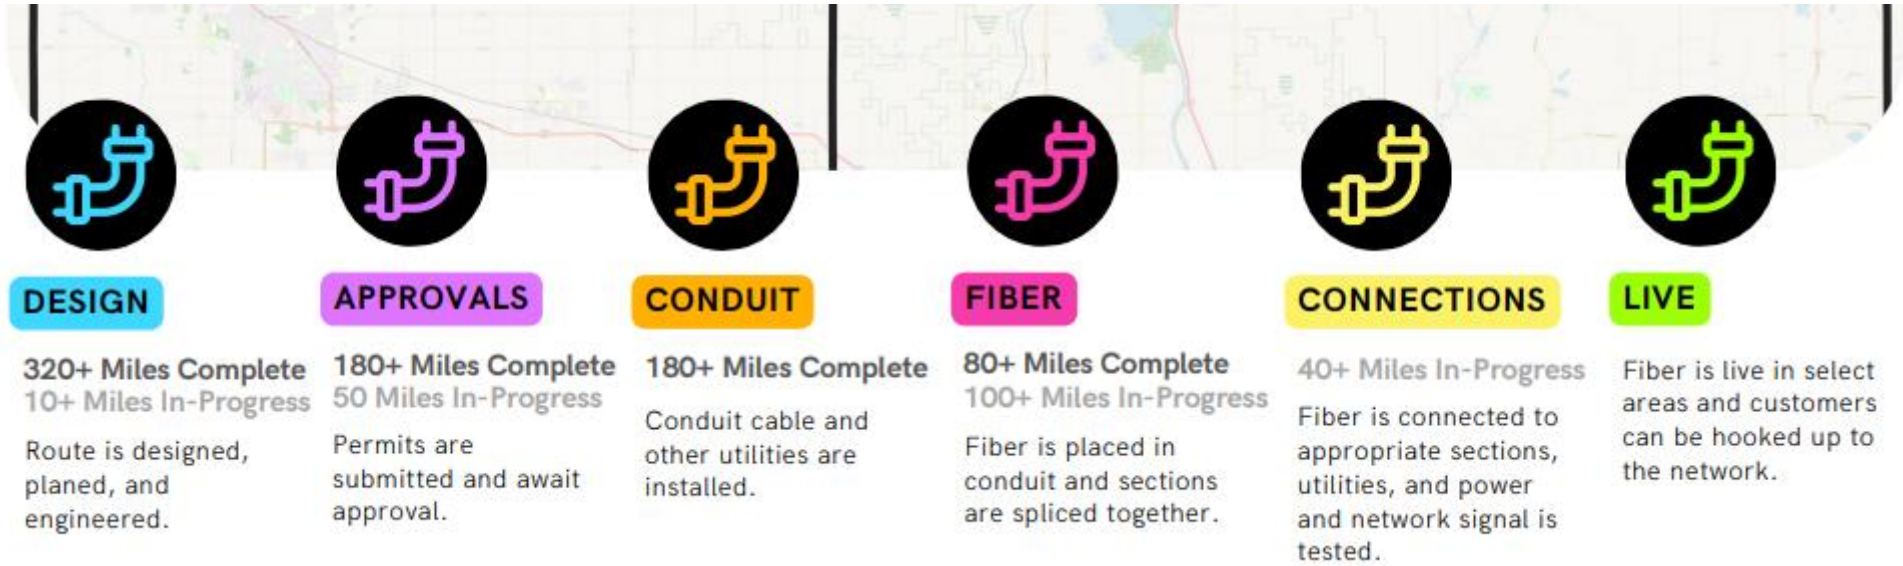 DESIGN
320+ Miles Complete
10+ Miles In-Progress
Route is designed,
planed, and
engineered.
APPROVALS
180+ Miles Complete
50 Miles In-Progress
Permits are
submitted and await
approval.
CONDUIT
180+ Miles Complete
Conduit cable and
other utilities are
installed.
FIBER
80+ Miles Complete
100+ Miles In-Progress
Fiber is placed in
conduit and sections
are spliced together.
CONNECTIONS
40+ Miles In-Progress
Fiber is connected to
appropriate sections,
utilities, and power
and network signal is
tested.
LIVE
Fiber is live in select
areas and customers
can be hooked up to
the network.